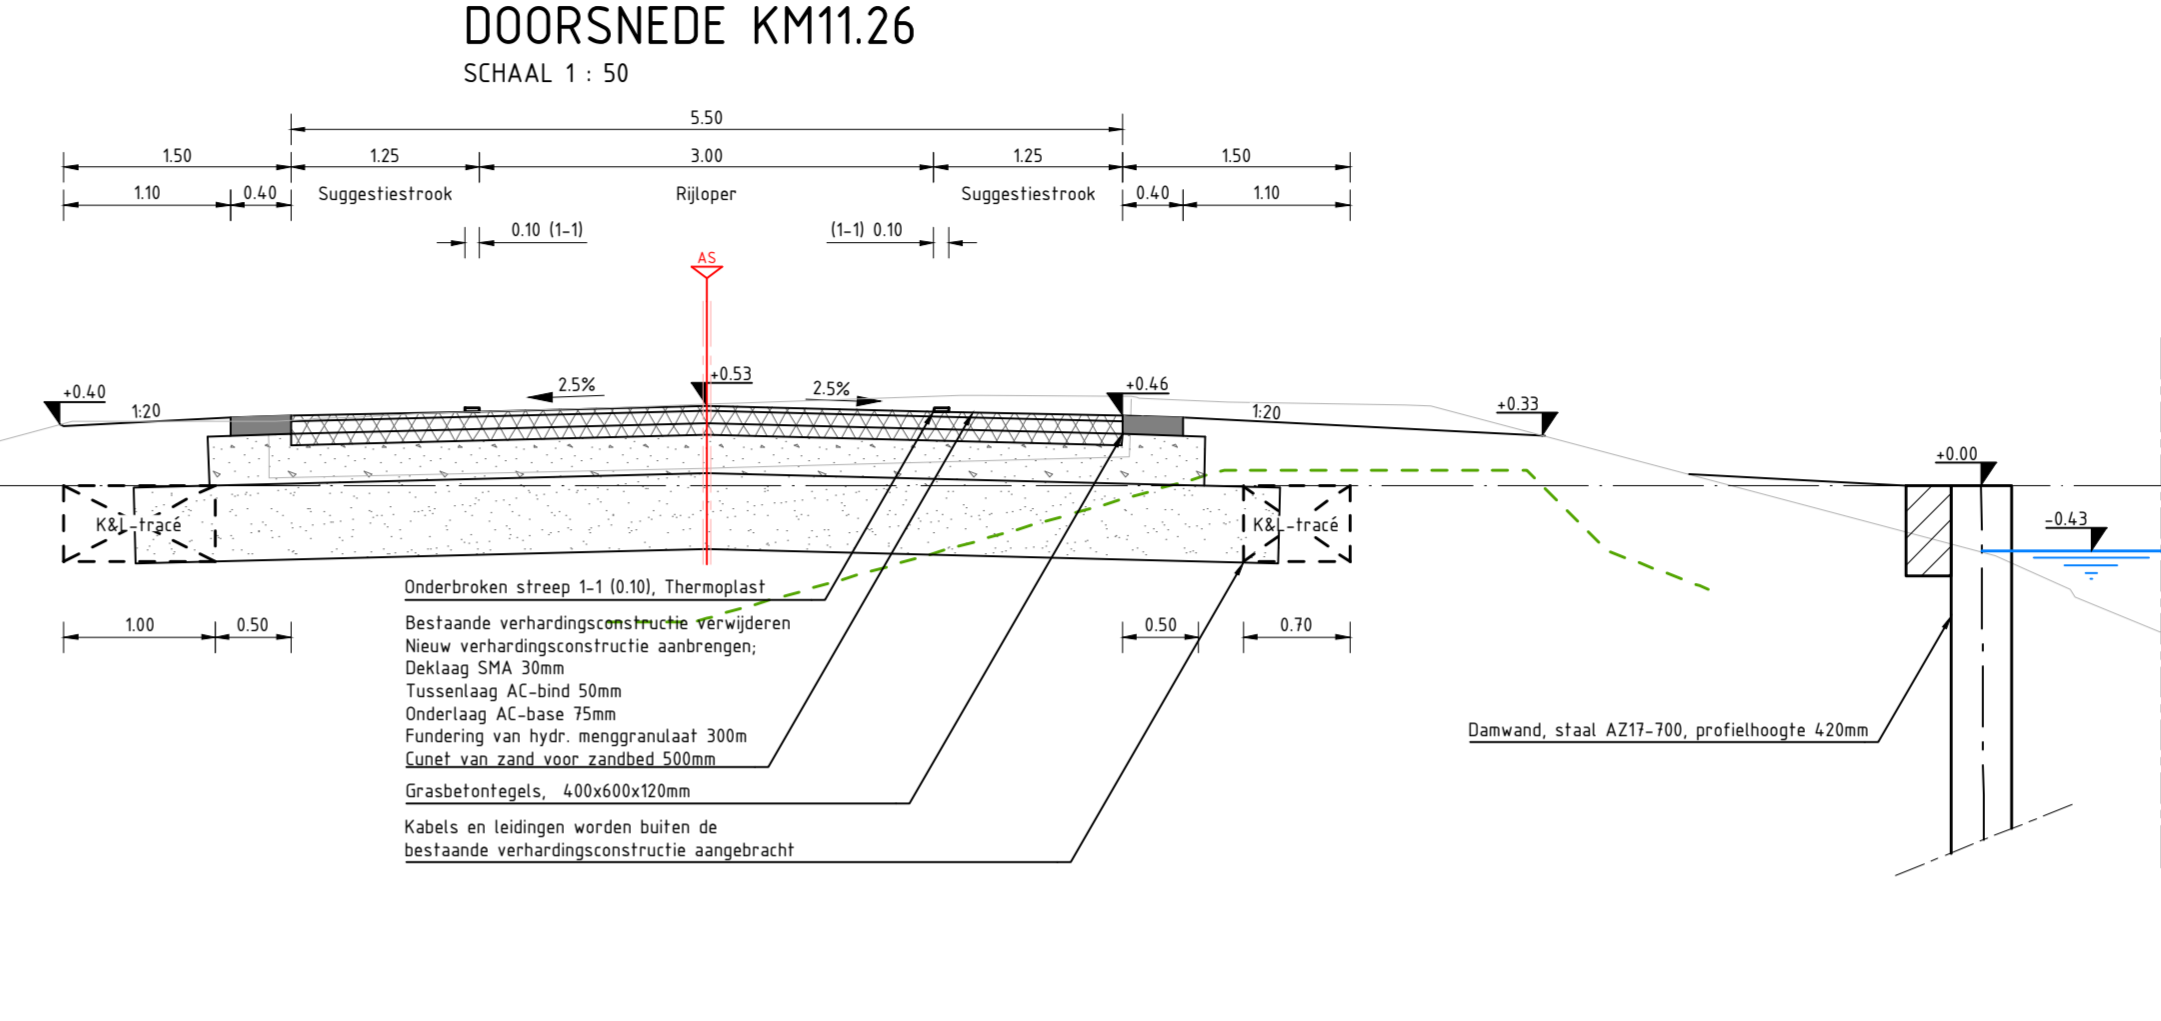 DOORSNEDE KM11.26
SCHAAL 1 : 50
5.50
1.50 1.25 3.00 1.25 1.50
1.10 0.40 Suggestiestrook Rijloper Suggestiestrook 0.40 1.10
0.10 (1-1) (1-1) 0.10
AS
+0.40 1:20 2.5% +0.53 2.5% +0.46 1:20 +0.33
+0.00
-0.43
K&L-tracé K&L-tracé
Onderbroken streep 1-1 (0.10), Thermoplast
1.00 0.50 0.50 0.70
Bestaande verhardingsconstructie verwijderen
Nieuw verhardingsconstructie aanbrengen;
Deklaag SMA 30mm
Tussenlaag AC-bind 50mm
Onderlaag AC-base 75mm
Fundering van hydr. menggranulaat 300m
Cunet van zand voor zandbed 500mm
Damwand, staal AZ17-700, profielhoogte 420mm
Grasbetontegels, 400x600x120mm
Kabels en leidingen worden buiten de
bestaande verhardingsconstructie aangebracht